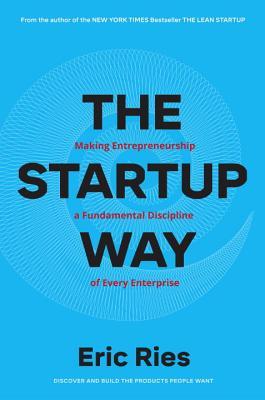 From the author of the NEW YORK TIMES Bestseller THE LEAN STARTUP
THE
Making Entrepreneurship
STARTUP
a Fundamental Discipline
WAY
of Every Enterprise
Eric Ries
DISCOVER AND BUILD THE PRODUCTS PEOPLE WANT